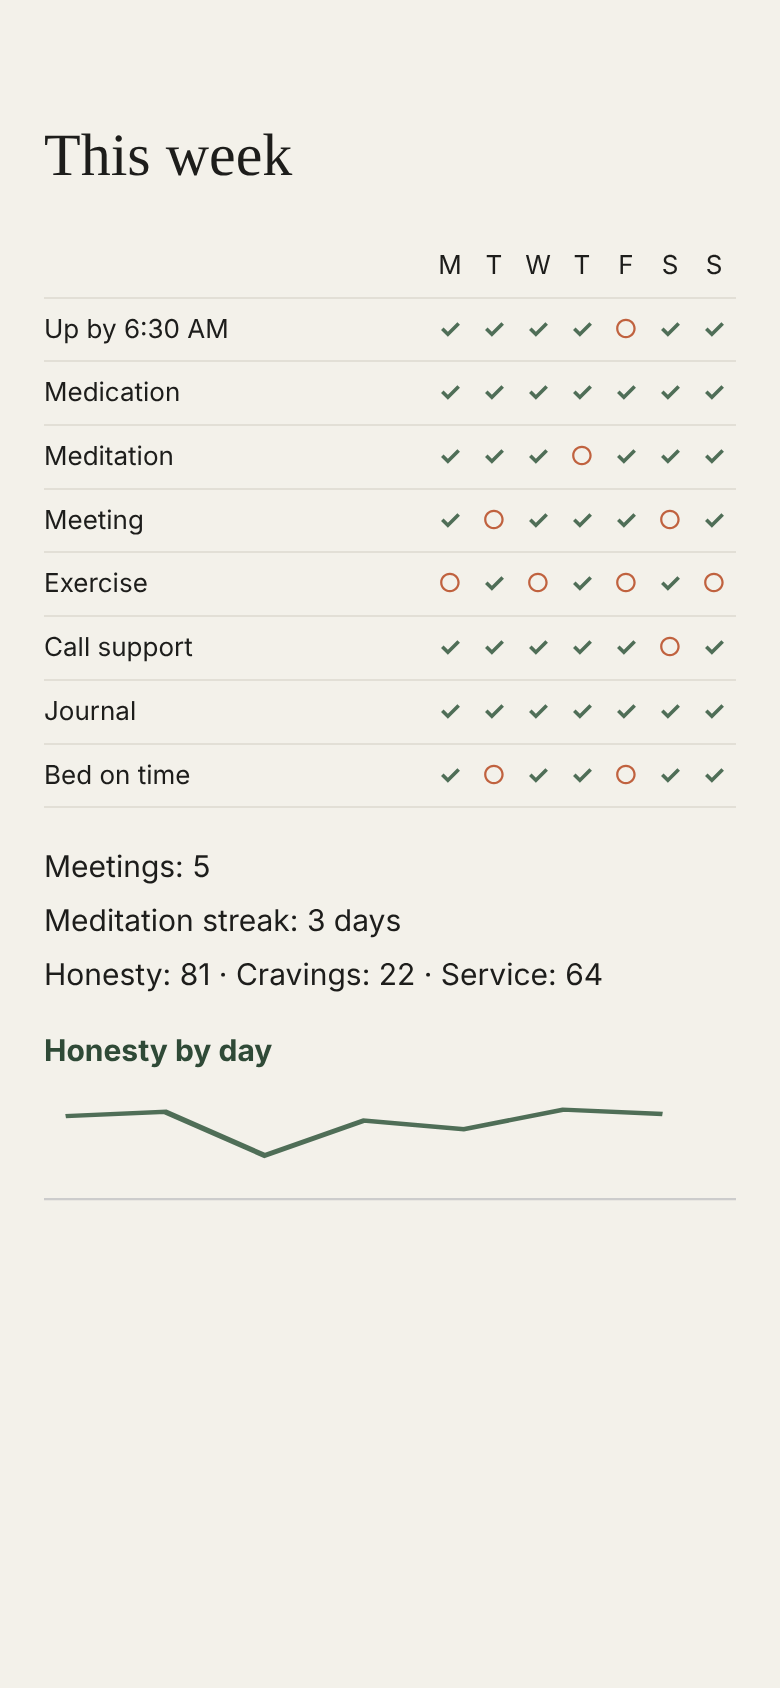 This week
M T W T F S S
Up by 6:30 AM ✓ ✓ ✓ ✓ ○ ✓ ✓
Medication ✓ ✓ ✓ ✓ ✓ ✓ ✓
Meditation ✓ ✓ ✓ ○ ✓ ✓ ✓
Meeting ✓ ○ ✓ ✓ ✓ ○ ✓
Exercise ○ ✓ ○ ✓ ○ ✓ ○
Call support ✓ ✓ ✓ ✓ ✓ ○ ✓
Journal ✓ ✓ ✓ ✓ ✓ ✓ ✓
Bed on time ✓ ○ ✓ ✓ ○ ✓ ✓
Meetings: 5
Meditation streak: 3 days
Honesty: 81 · Cravings: 22 · Service: 64
Honesty by day